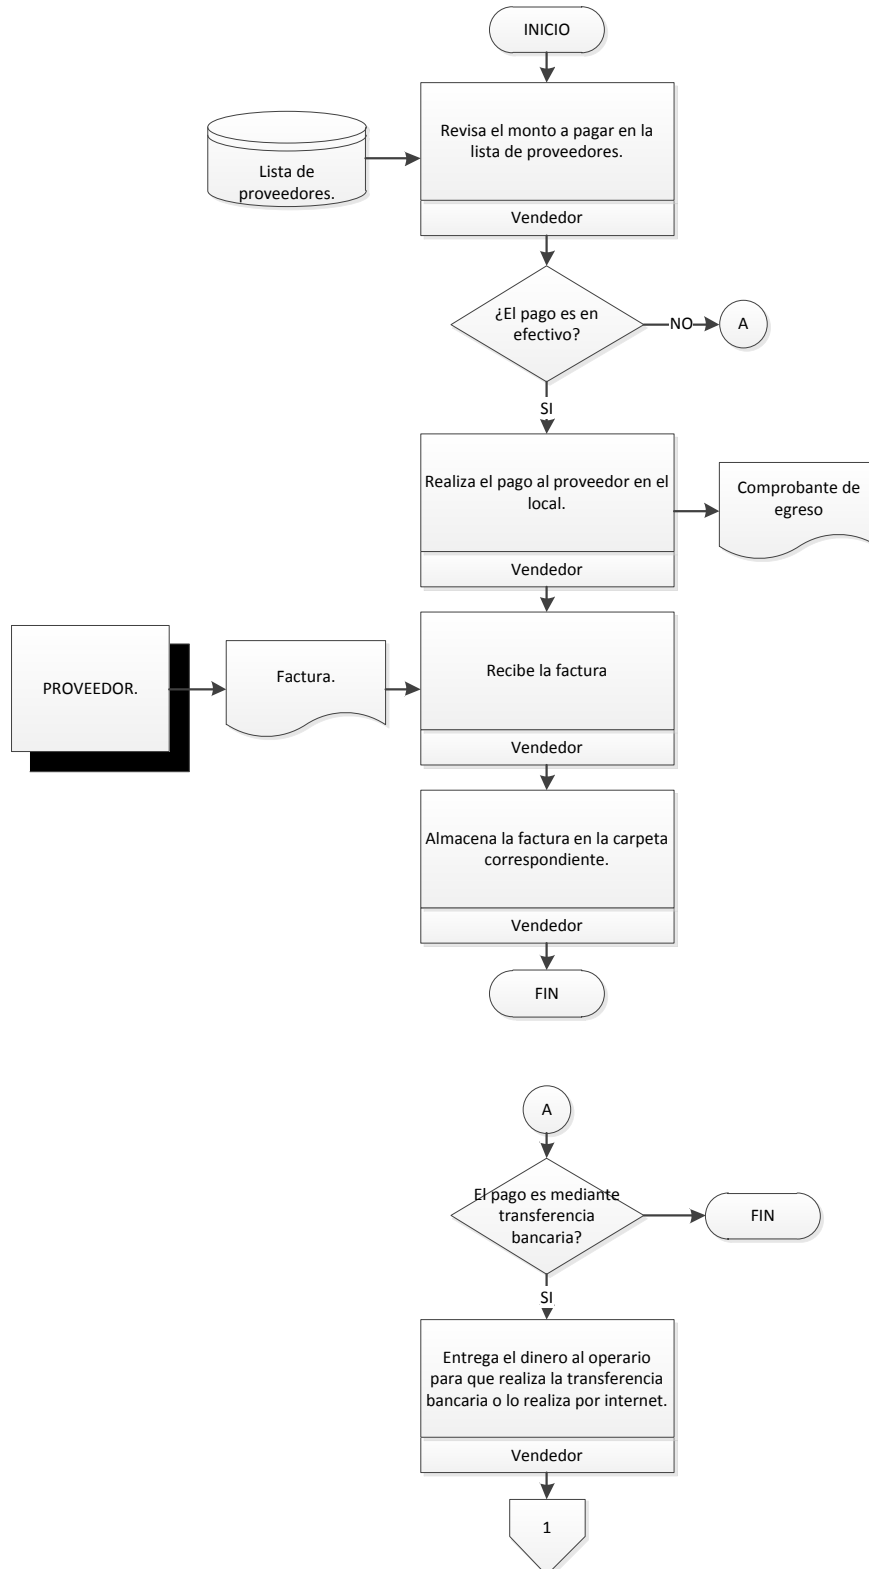 INICIO
Revisa el monto a pagar en la
lista de proveedores.
Lista de
proveedores.
Vendedor
¿El pago es en
efectivo?
NO
A
SI
Realiza el pago al proveedor en el
local.
Comprobante de
egreso
Vendedor
PROVEEDOR.
Factura.
Recibe la factura
Vendedor
Almacena la factura en la carpeta
correspondiente.
Vendedor
FIN
A
El pago es mediante
transferencia
bancaria?
FIN
SI
Entrega el dinero al operario
para que realiza la transferencia
bancaria o lo realiza por internet.
Vendedor
1